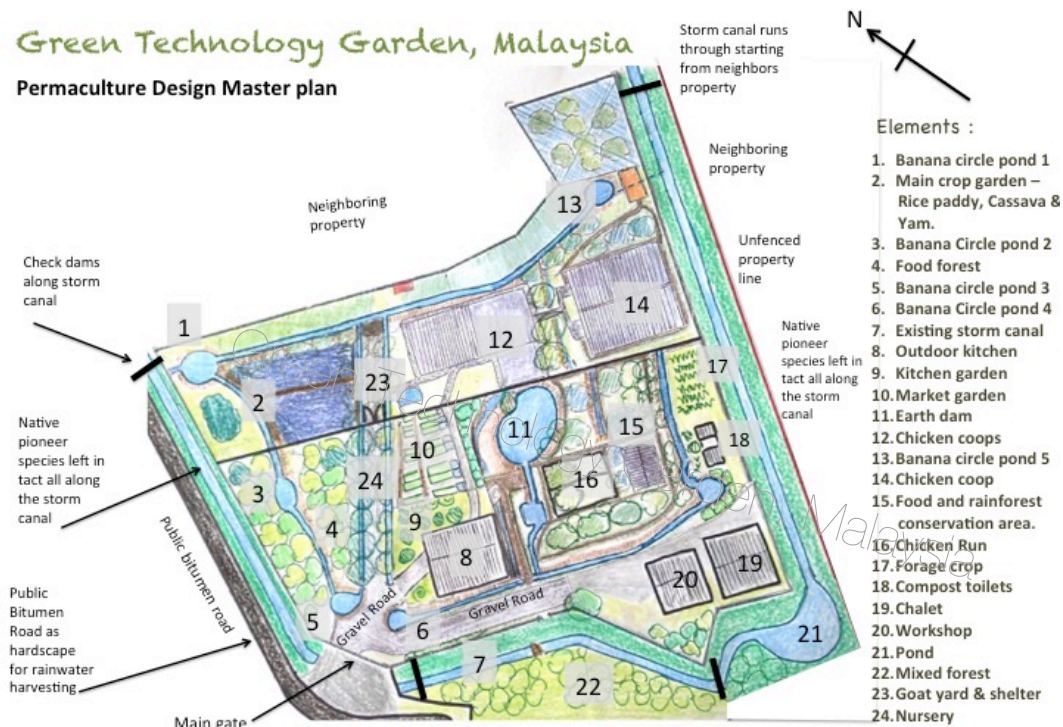 Green Technology Garden, Malaysia
Permaculture Design Master plan
Storm canal runs
through starting
from neighbors
property
N
Neighboring
property
Neighboring
property
Unfenced
property
line
Check dams
along storm
canal
Native
pioneer
species left in
tact all along
the storm
canal
Native
pioneer
species left in
tact all along
the storm
canal
Public
Bitumen
Road as
hardscape
for rainwater
harvesting
Public bitumen road
Gravel Road
Gravel Road
Main gate
1
2
3
4
5
6
7
8
9
10
11
12
13
14
15
16
17
18
19
20
21
22
23
24
Elements :
1. Banana circle pond 1
2. Main crop garden –
Rice paddy, Cassava &
Yam.
3. Banana Circle pond 2
4. Food forest
5. Banana circle pond 3
6. Banana Circle pond 4
7. Existing storm canal
8. Outdoor kitchen
9. Kitchen garden
10. Market garden
11. Earth dam
12. Chicken coops
13. Banana circle pond 5
14. Chicken coop
15. Food and rainforest
conservation area.
16. Chicken Run
17. Forage crop
18. Compost toilets
19. Chalet
20. Workshop
21. Pond
22. Mixed forest
23. Goat yard & shelter
24. Nursery
Malaysia